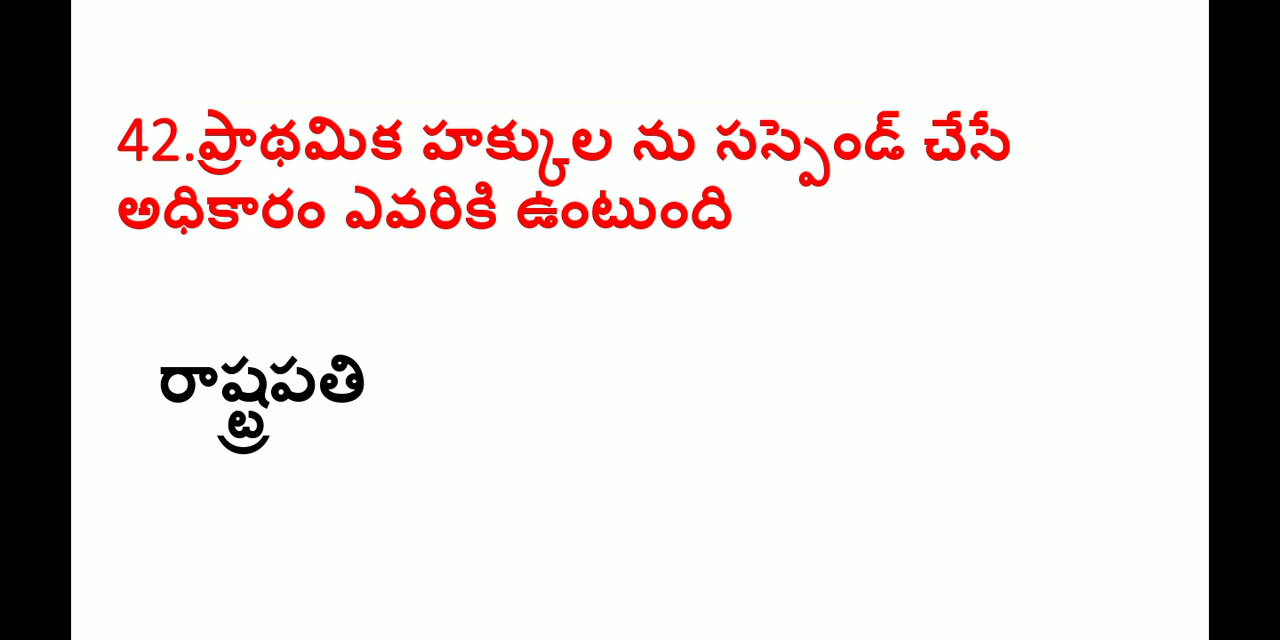 42.ప్రాథమిక హక్కుల ను సస్పెండ్ చేసే
అధికారం ఎవరికి ఉంటుంది
రాష్ట్రపతి